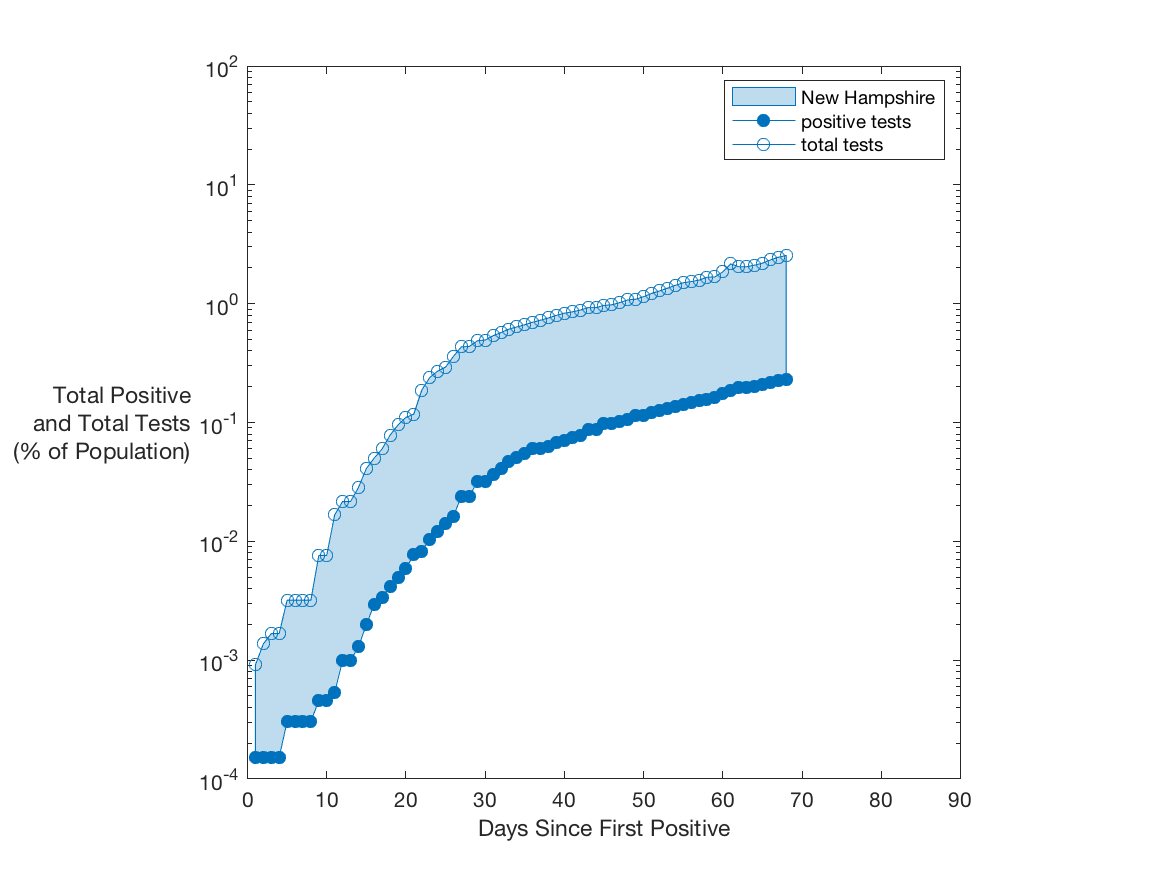 10^2
New Hampshire
positive tests
total tests
10^1
10^0
Total Positive
and Total Tests
(% of Population)
10^-1
10^-2
10^-3
10^-4
0 10 20 30 40 50 60 70 80 90
Days Since First Positive